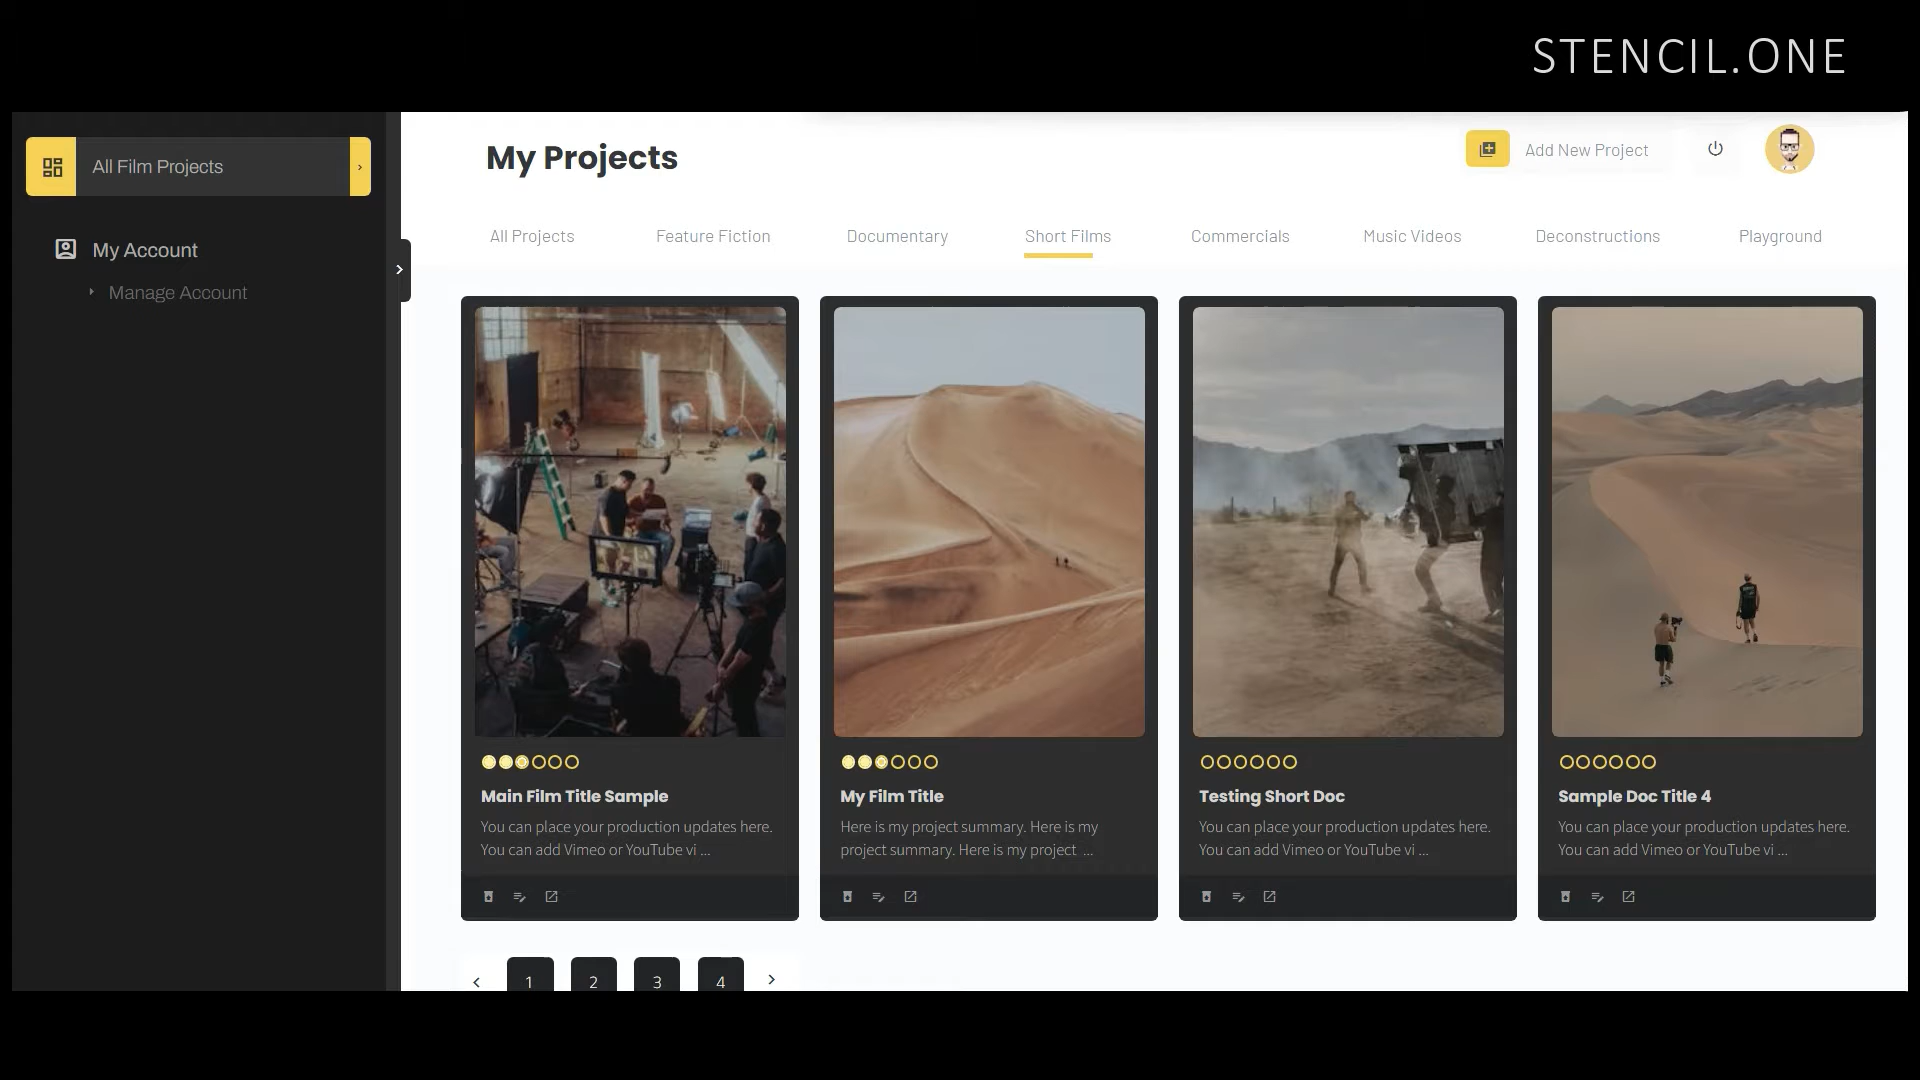 STENCIL.ONE
All Film Projects
My Account
Manage Account
My Projects
Add New Project
All Projects
Feature Fiction
Documentary
Short Films
Commercials
Music Videos
Deconstructions
Playground
Main Film Title Sample
You can place your production updates here.
You can add Vimeo or YouTube vi ...
My Film Title
Here is my project summary. Here is my
project summary. Here is my project ...
Testing Short Doc
You can place your production updates here.
You can add Vimeo or YouTube vi ...
Sample Doc Title 4
You can place your production updates here.
You can add Vimeo or YouTube vi ...
1 2 3 4